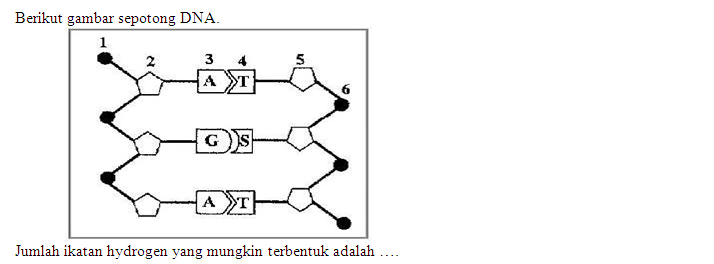 Berikut gambar sepotong DNA.
1 2 3 4 5 6
A T
G S
A T
Jumlah ikatan hydrogen yang mungkin terbentuk adalah ….